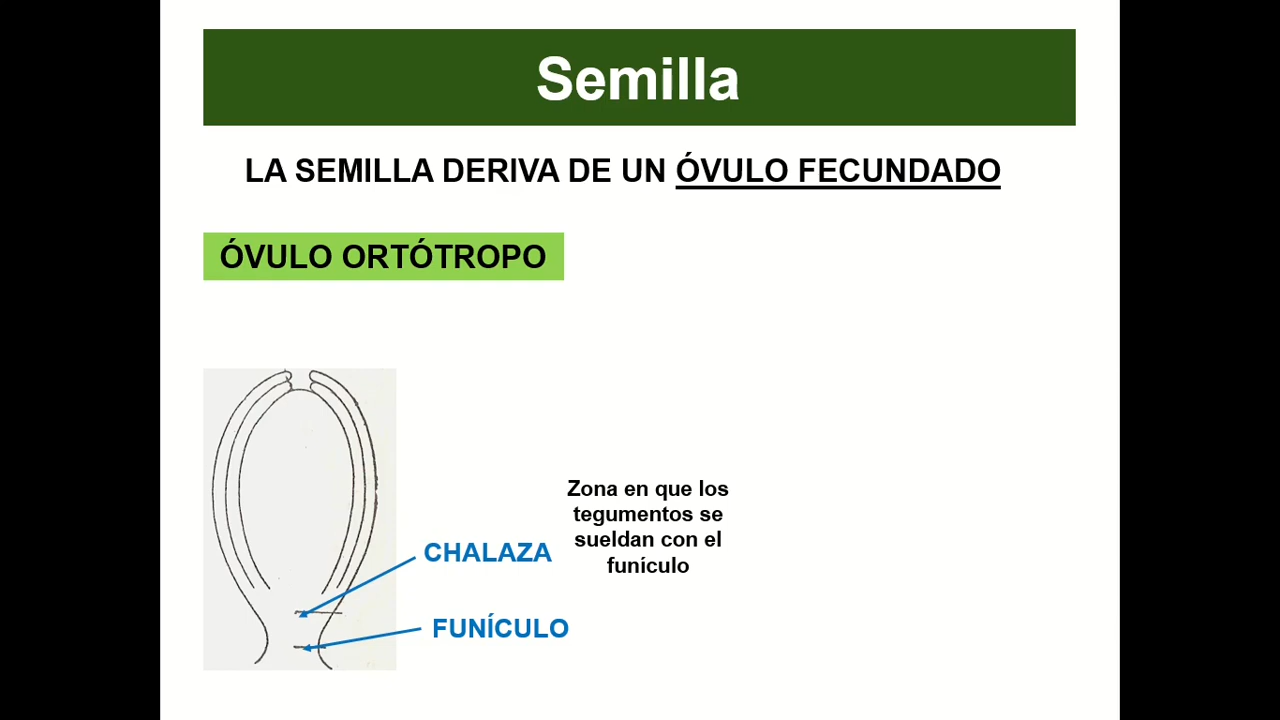 Semilla
LA SEMILLA DERIVA DE UN ÓVULO FECUNDADO
ÓVULO ORTÓTROPO
Zona en que los
tegumentos se
sueldan con el
funículo
CHALAZA
FUNÍCULO